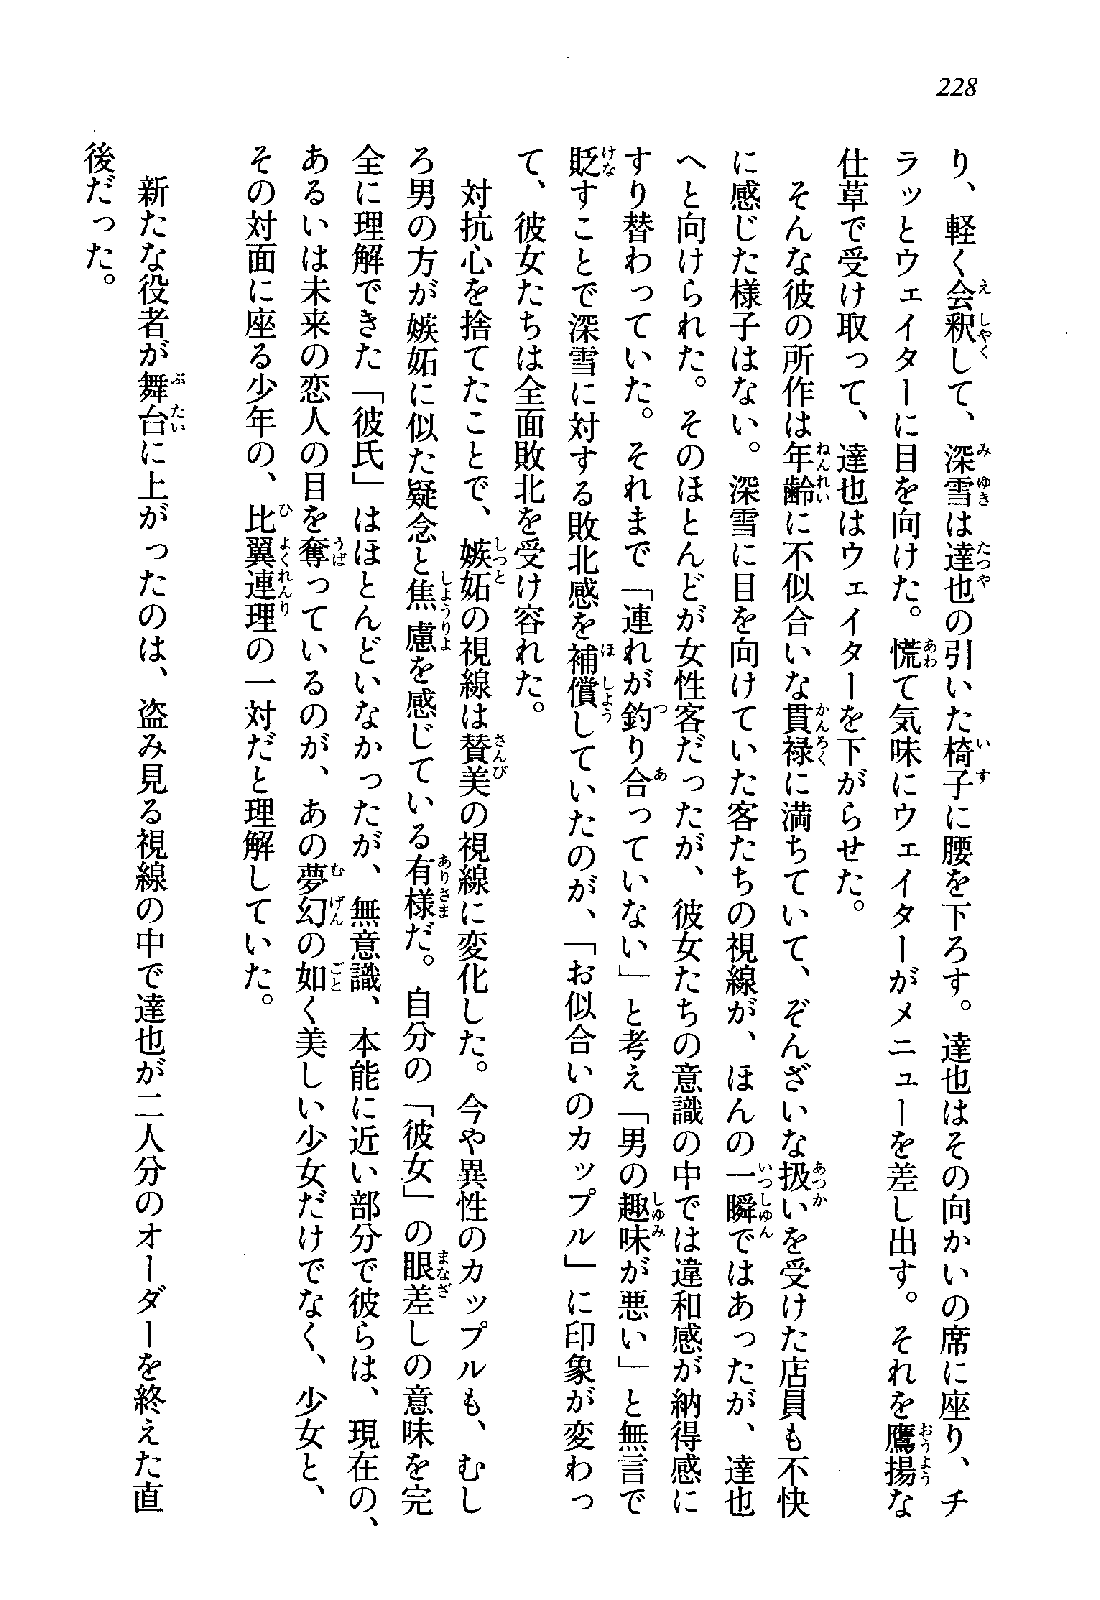 228
り、軽く会釈して、深雪は達也の引いた椅子に腰を下ろす。達也はその向かいの席に座り、チ
ラッとウェイターに目を向けた。慌て気味にウェイターがメニューを差し出す。それを鷹揚な
仕草で受け取って、達也はウェイターを下がらせた。
そんな彼の所作は年齢に不似合いな貫禄に満ちていて、ぞんざいな扱いを受けた店員も不快
に感じた様子はない。深雪に目を向けていた客たちの視線が、ほんの一瞬ではあったが、達也
へと向けられた。そのほとんどが女性客だったが、彼女たちの意識の中では違和感が納得感に
すり替わっていた。それまで「連れが釣り合っていない」と考え「男の趣味が悪い」と無言で
貶すことで深雪に対する敗北感を補償していたのが、「お似合いのカップル」に印象が変わっ
て、彼女たちは全面敗北を受け容れた。
対抗心を捨てたことで、嫉妬の視線は賛美の視線に変化した。今や異性のカップルも、むし
ろ男の方が嫉妬に似た疑念と焦慮を感じている有様だ。自分の「彼女」の眼差しの意味を完
全に理解できた「彼氏」はほとんどいなかったが、無意識、本能に近い部分で彼らは、現在の、
あるいは未来の恋人の目を奪っているのが、あの夢幻の如く美しい少女だけでなく、少女と、
その対面に座る少年の、比翼連理の一対だと理解していた。
新たな役者が舞台に上がったのは、盗み見る視線の中で達也が二人分のオーダーを終えた直
後だった。